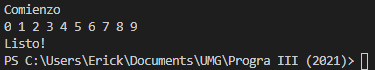 Comienzo
0 1 2 3 4 5 6 7 8 9
Listo!
PS C:\Users\Erick\Documents\UMG\Progra III (2021)>